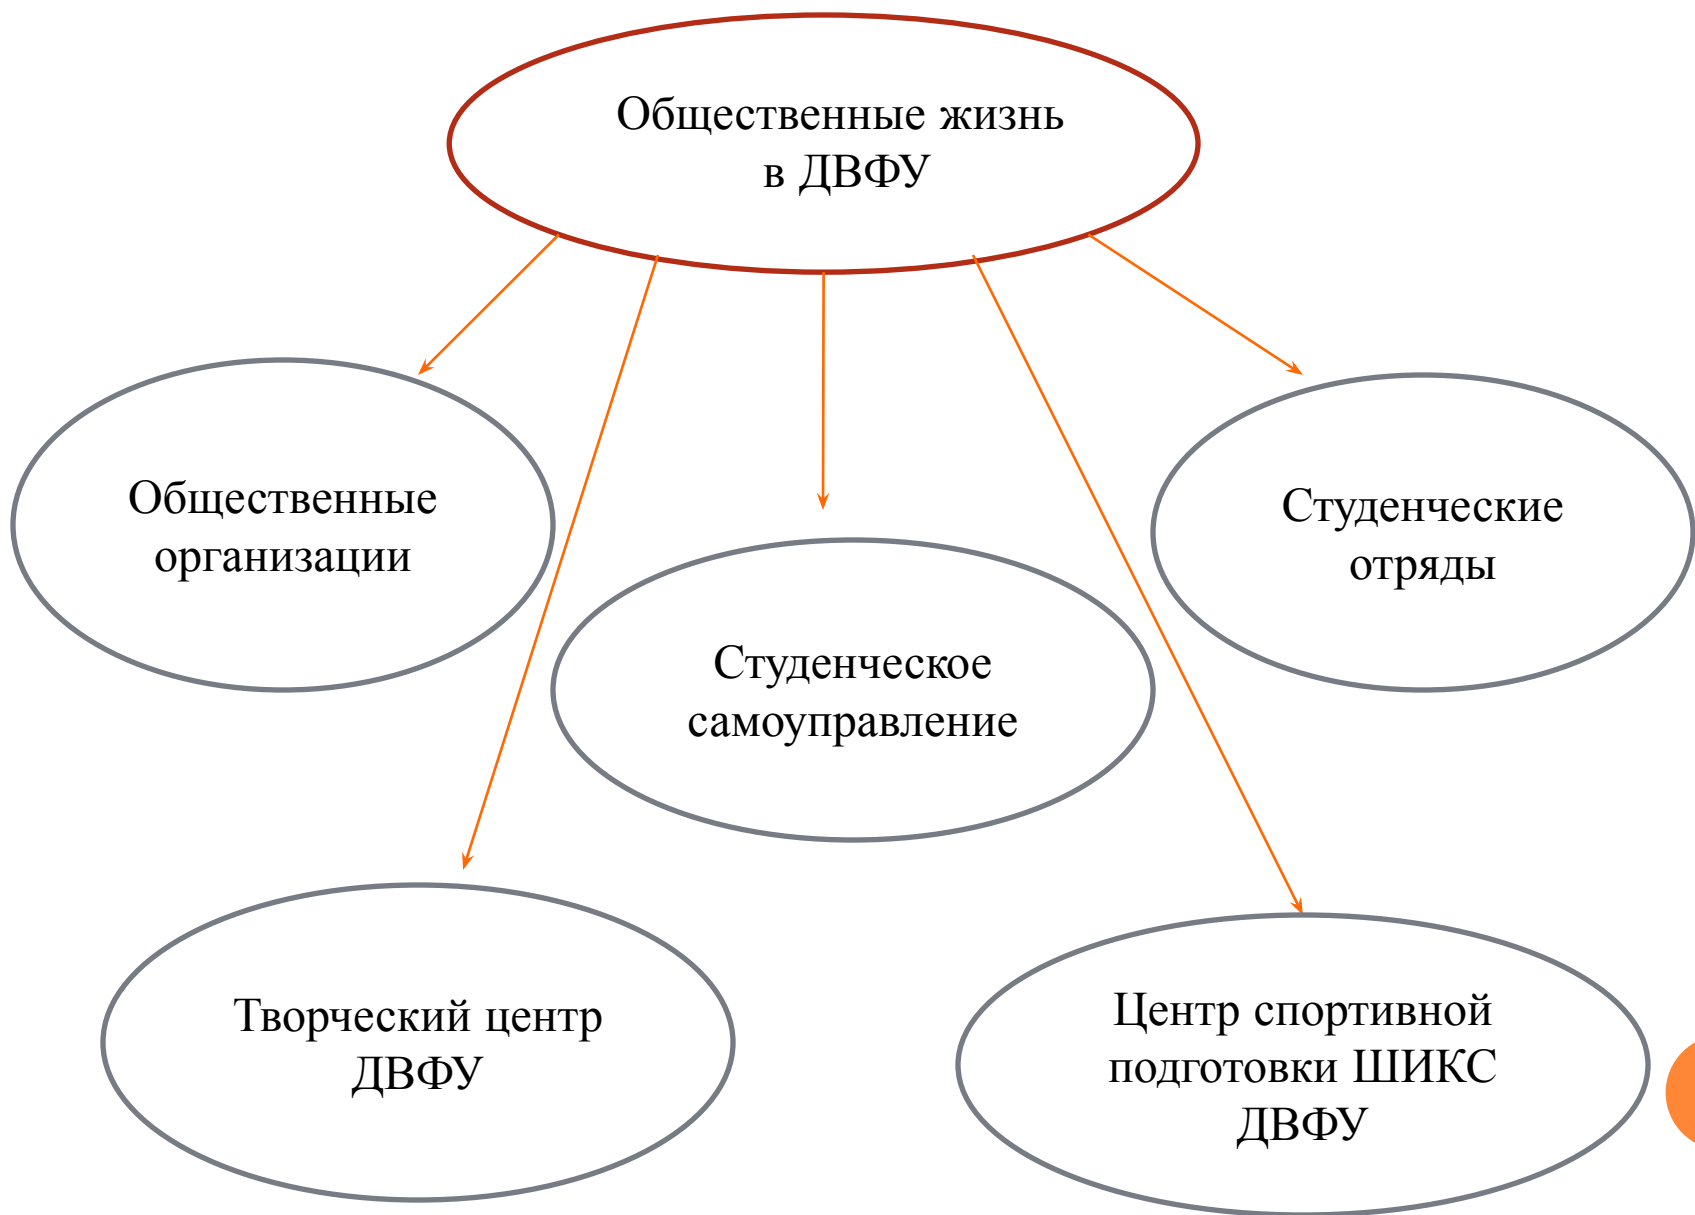 Общественные жизнь
в ДВФУ
Общественные
организации
Студенческие
отряды
Студенческое
самоуправление
Творческий центр
ДВФУ
Центр спортивной
подготовки ШИКС
ДВФУ